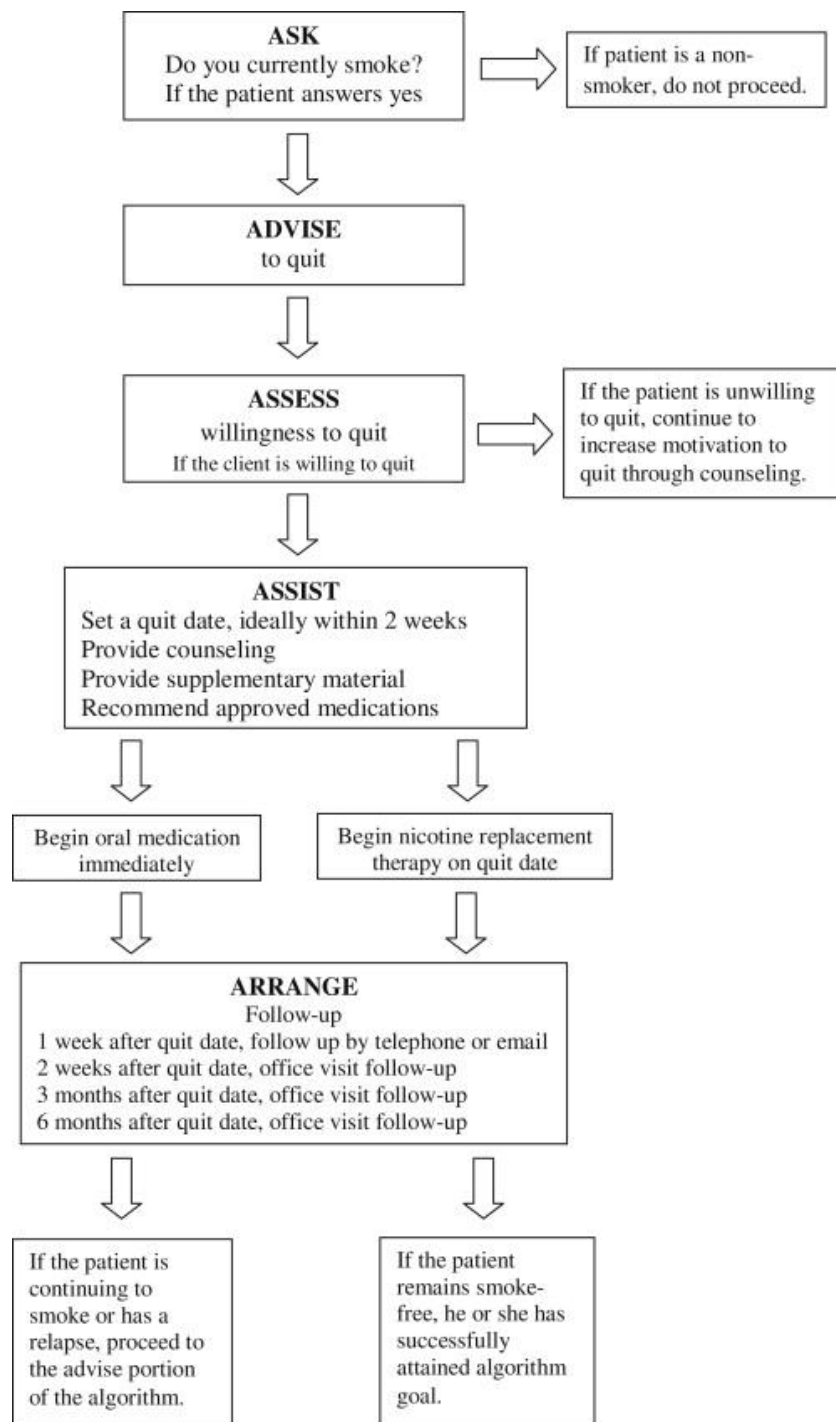 ASK
Do you currently smoke?
If the patient answers yes
If patient is a non-
smoker, do not proceed.
ADVISE
to quit
ASSESS
willingness to quit
If the client is willing to quit
If the patient is unwilling
to quit, continue to
increase motivation to
quit through counseling.
ASSIST
Set a quit date, ideally within 2 weeks
Provide counseling
Provide supplementary material
Recommend approved medications
Begin oral medication
immediately
Begin nicotine replacement
therapy on quit date
ARRANGE
Follow-up
1 week after quit date, follow up by telephone or email
2 weeks after quit date, office visit follow-up
3 months after quit date, office visit follow-up
6 months after quit date, office visit follow-up
If the patient is
continuing to
smoke or has a
relapse, proceed to
the advise portion
of the algorithm.
If the patient
remains smoke-
free, he or she has
successfully
attained algorithm
goal.